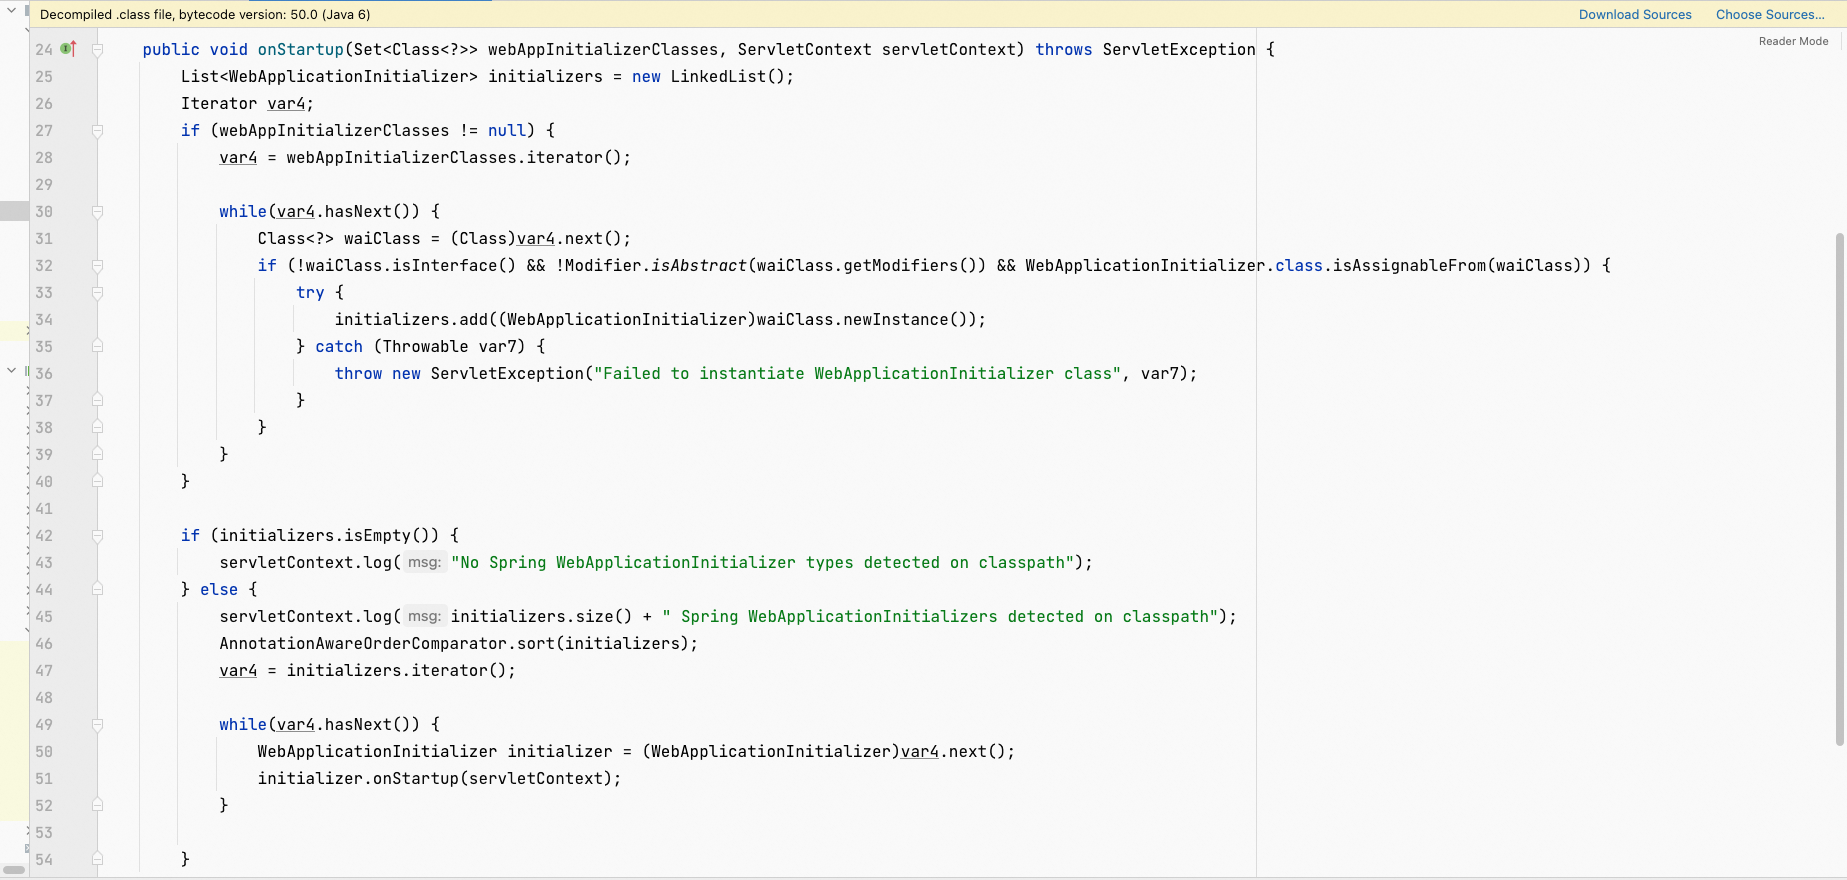 Decompiled .class file, bytecode version: 50.0 (Java 6) Download Sources Choose Sources...
Reader Mode
24 public void onStartup(Set<Class<?>> webAppInitializerClasses, ServletContext servletContext) throws ServletException {
25 List<WebApplicationInitializer> initializers = new LinkedList();
26 Iterator var4;
27 if (webAppInitializerClasses != null) {
28 var4 = webAppInitializerClasses.iterator();
29
30 while(var4.hasNext()) {
31 Class<?> waiClass = (Class)var4.next();
32 if (!waiClass.isInterface() && !Modifier.isAbstract(waiClass.getModifiers()) && WebApplicationInitializer.class.isAssignableFrom(waiClass)) {
33 try {
34 initializers.add((WebApplicationInitializer)waiClass.newInstance());
35 } catch (Throwable var7) {
36 throw new ServletException("Failed to instantiate WebApplicationInitializer class", var7);
37 }
38 }
39 }
40 }
41
42 if (initializers.isEmpty()) {
43 servletContext.log( msg: "No Spring WebApplicationInitializer types detected on classpath");
44 } else {
45 servletContext.log( msg: initializers.size() + " Spring WebApplicationInitializers detected on classpath");
46 AnnotationAwareOrderComparator.sort(initializers);
47 var4 = initializers.iterator();
48
49 while(var4.hasNext()) {
50 WebApplicationInitializer initializer = (WebApplicationInitializer)var4.next();
51 initializer.onStartup(servletContext);
52 }
53
54 }